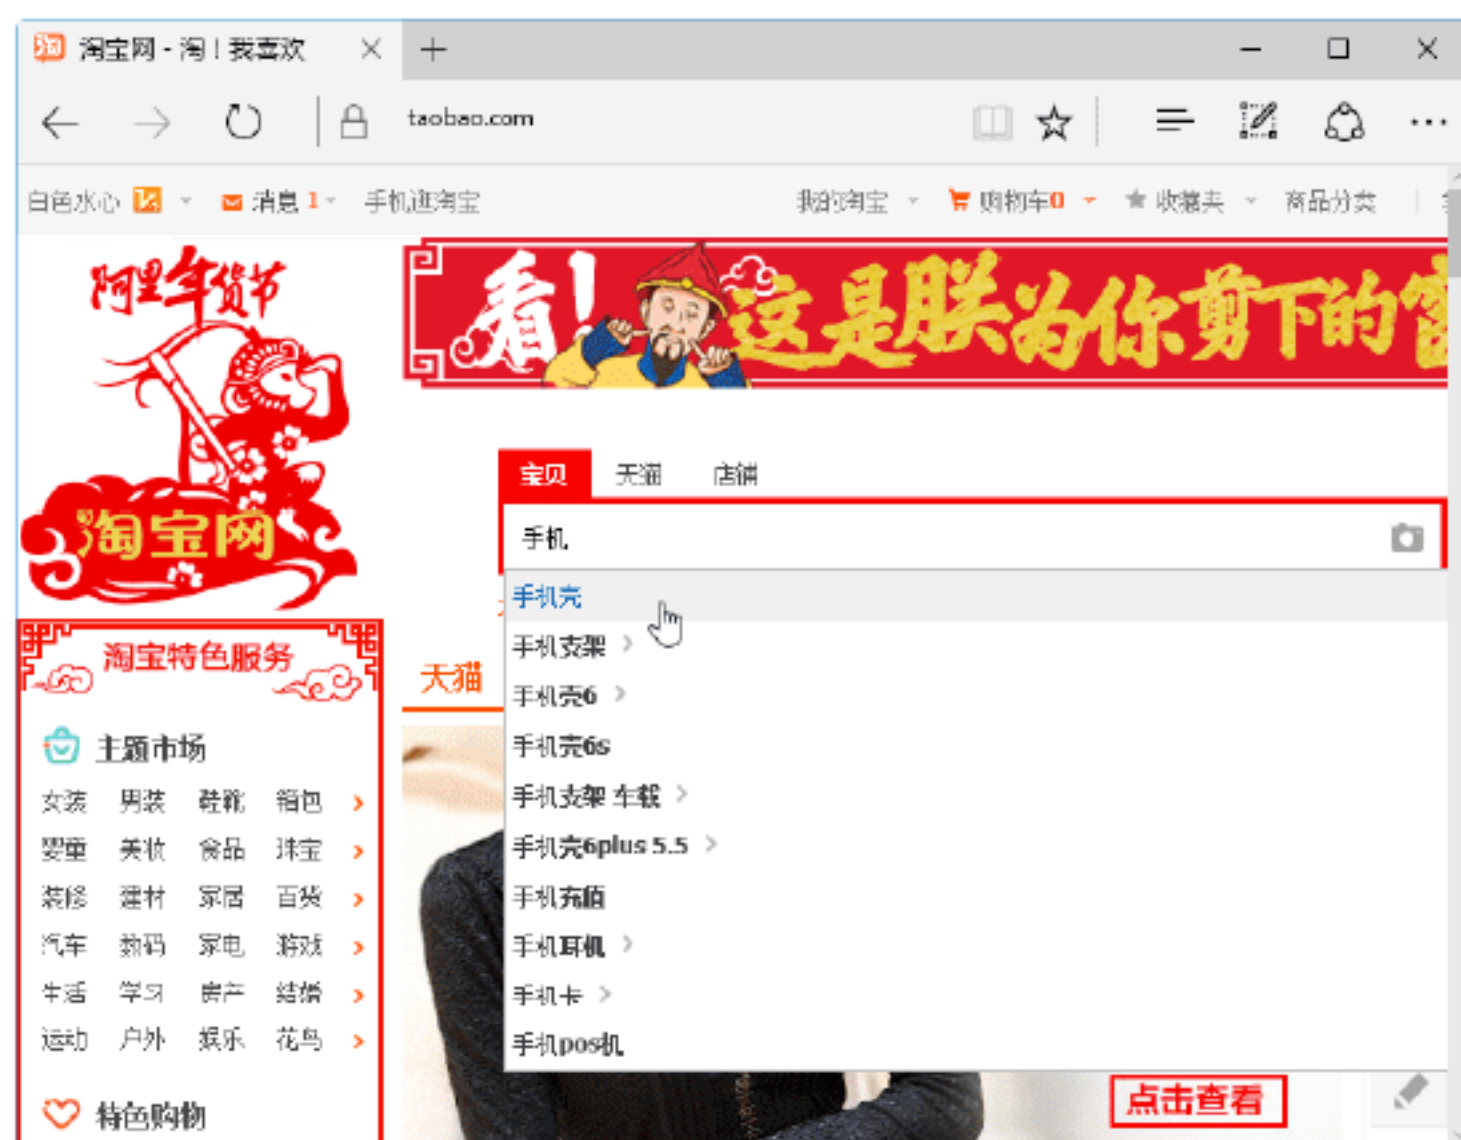 淘宝网 - 淘！我喜欢
taobao.com
白色水心
消息 1
手机逛淘宝
我的淘宝
购物车0
收藏夹
商品分类
阿里年货节
看！这是朕为你剪下的
淘宝网
宝贝 天猫 店铺
手机
手机壳
手机支架
手机壳6
手机壳6s
手机支架 车载
手机壳6plus 5.5
手机充值
手机耳机
手机卡
手机pos机
天猫
淘宝特色服务
主题市场
女装 男装 鞋靴 箱包
婴童 美妆 食品 珠宝
装修 建材 家居 百货
汽车 数码 家电 游戏
生活 学习 房产 结婚
运动 户外 娱乐 花鸟
特色购物
点击查看